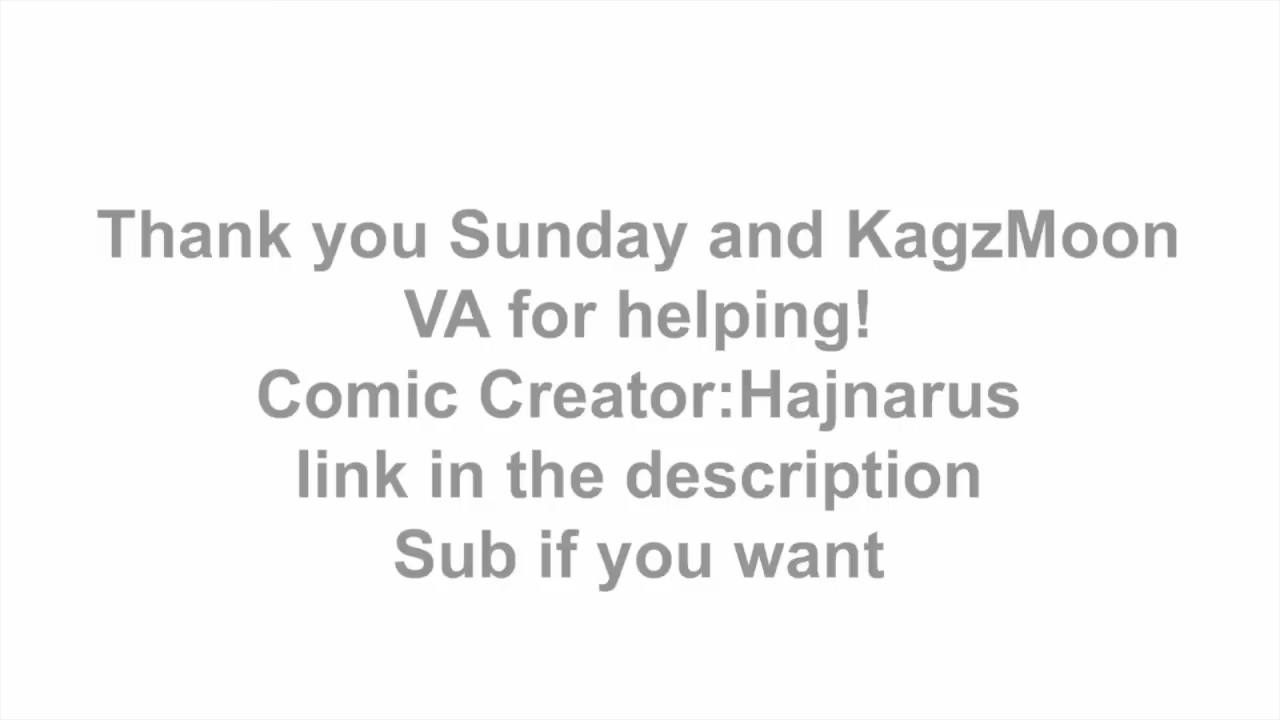 Thank you Sunday and KagzMoon
VA for helping!
Comic Creator:Hajnarus
link in the description
Sub if you want